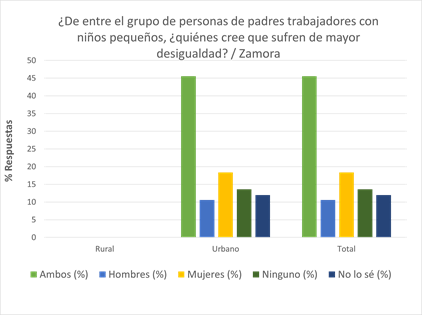 ¿De entre el grupo de personas de padres trabajadores con
niños pequeños, ¿quiénes cree que sufren de mayor
desigualdad? / Zamora
50
45
40
35
30
25
20
15
10
5
0
% Respuestas
Rural Urbano Total
Ambos (%) Hombres (%) Mujeres (%) Ninguno (%) No lo sé (%)